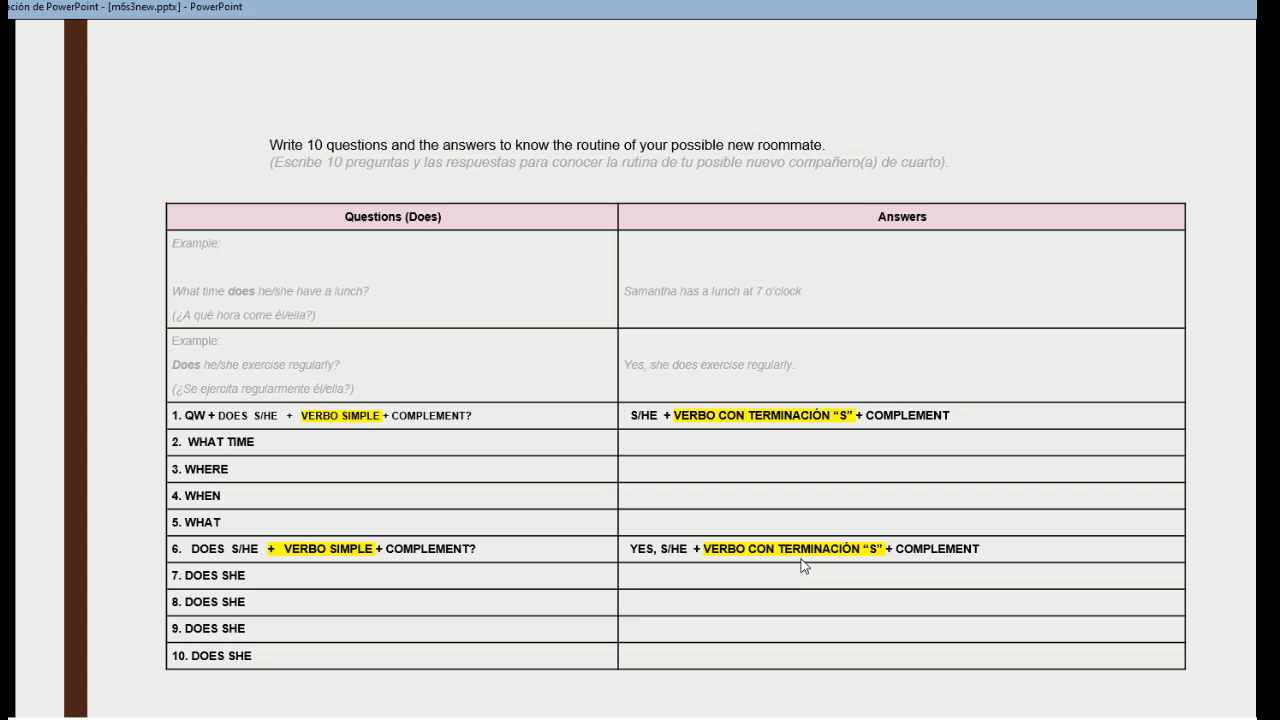 ación de PowerPoint - [m6s3new.pptx] - PowerPoint
Write 10 questions and the answers to know the routine of your possible new roommate.
(Escribe 10 preguntas y las respuestas para conocer la rutina de tu posible nuevo compañero(a) de cuarto).
Questions (Does)
Answers
Example:
What time does he/she have a lunch?
(¿A qué hora come él/ella?)
Samantha has a lunch at 7 o'clock
Example:
Does he/she exercise regularly?
(¿Se ejercita regularmente él/ella?)
Yes, she does exercise regularly.
1. QW + DOES S/HE + VERBO SIMPLE + COMPLEMENT?
S/HE + VERBO CON TERMINACIÓN “S” + COMPLEMENT
2. WHAT TIME
3. WHERE
4. WHEN
5. WHAT
6. DOES S/HE + VERBO SIMPLE + COMPLEMENT?
YES, S/HE + VERBO CON TERMINACIÓN “S” + COMPLEMENT
7. DOES SHE
8. DOES SHE
9. DOES SHE
10. DOES SHE